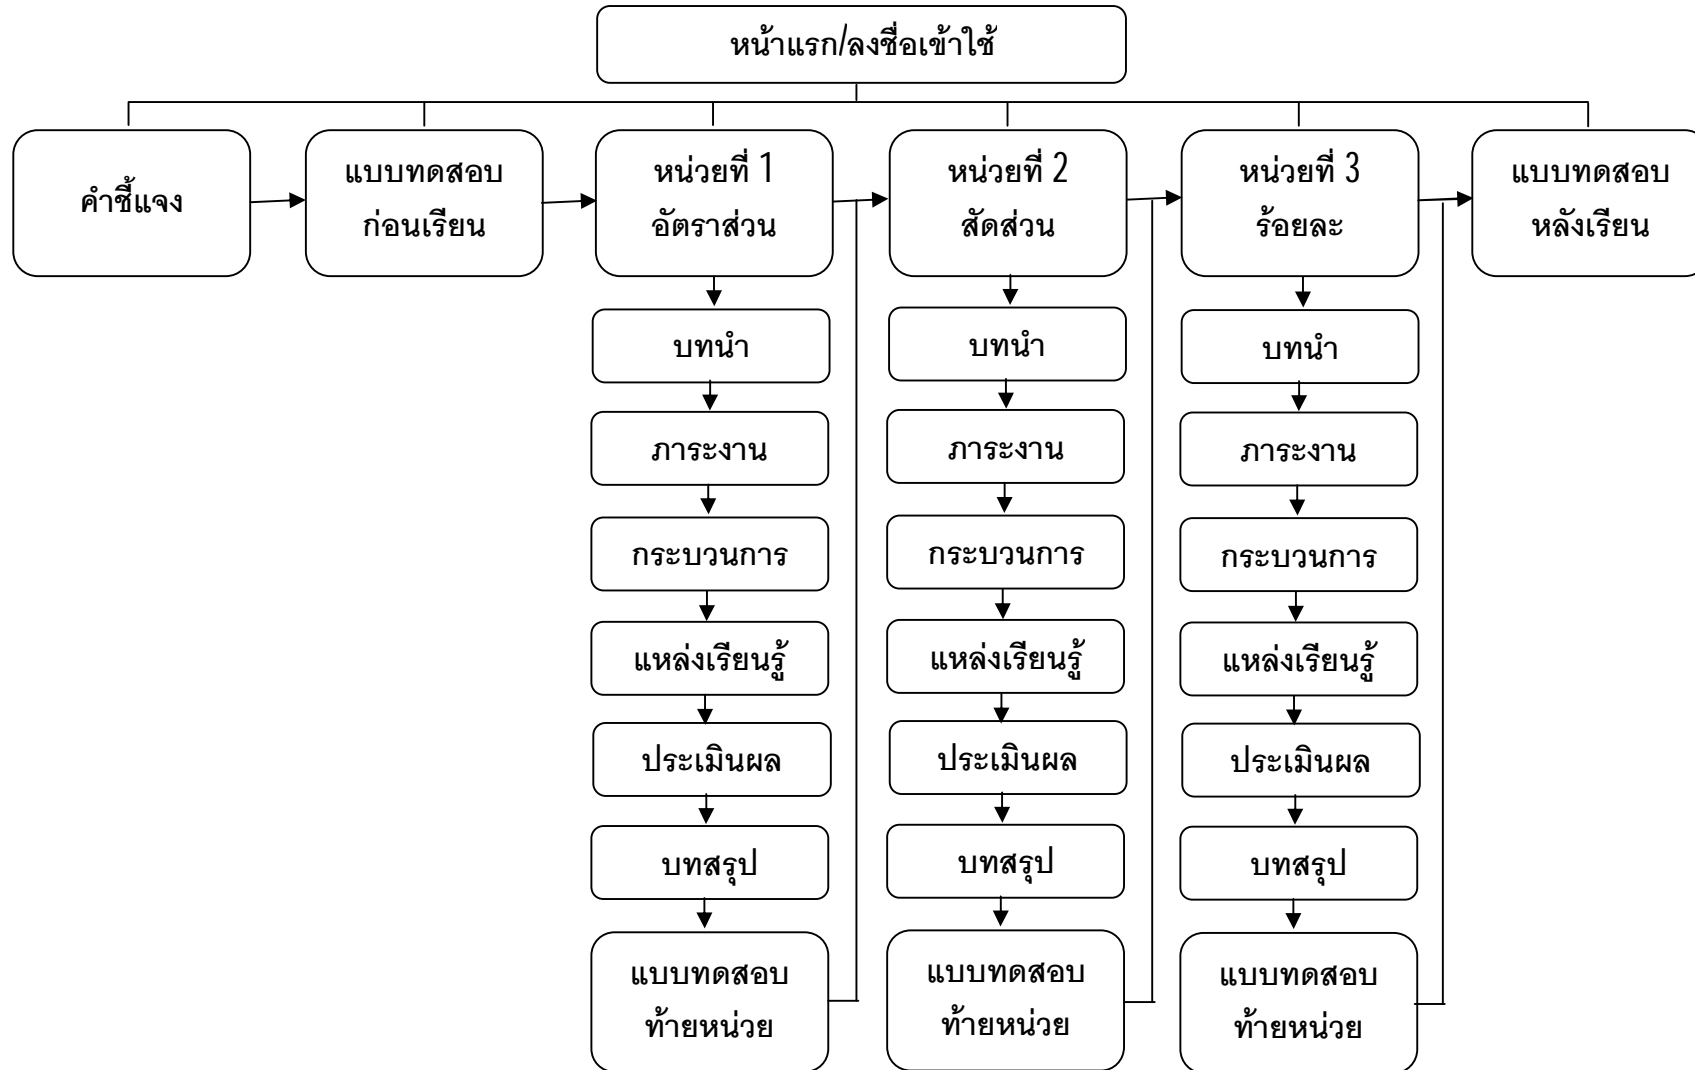 หน้าแรก/ลงชื่อเข้าใช้
คำชี้แจง
แบบทดสอบ
ก่อนเรียน
หน่วยที่ 1
อัตราส่วน
หน่วยที่ 2
สัดส่วน
หน่วยที่ 3
ร้อยละ
แบบทดสอบ
หลังเรียน
บทนำ
ภาระงาน
กระบวนการ
แหล่งเรียนรู้
ประเมินผล
บทสรุป
แบบทดสอบ
ท้ายหน่วย
บทนำ
ภาระงาน
กระบวนการ
แหล่งเรียนรู้
ประเมินผล
บทสรุป
แบบทดสอบ
ท้ายหน่วย
บทนำ
ภาระงาน
กระบวนการ
แหล่งเรียนรู้
ประเมินผล
บทสรุป
แบบทดสอบ
ท้ายหน่วย